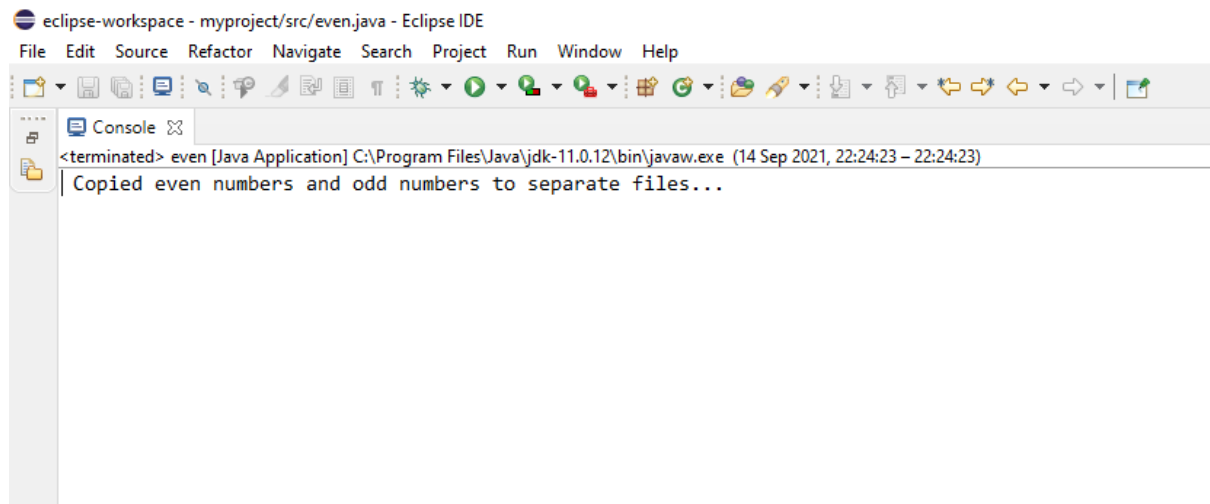 eclipse-workspace - myproject/src/even.java - Eclipse IDE
File Edit Source Refactor Navigate Search Project Run Window Help
Console
<terminated> even [Java Application] C:\Program Files\Java\jdk-11.0.12\bin\javaw.exe (14 Sep 2021, 22:24:23 – 22:24:23)
Copied even numbers and odd numbers to separate files...